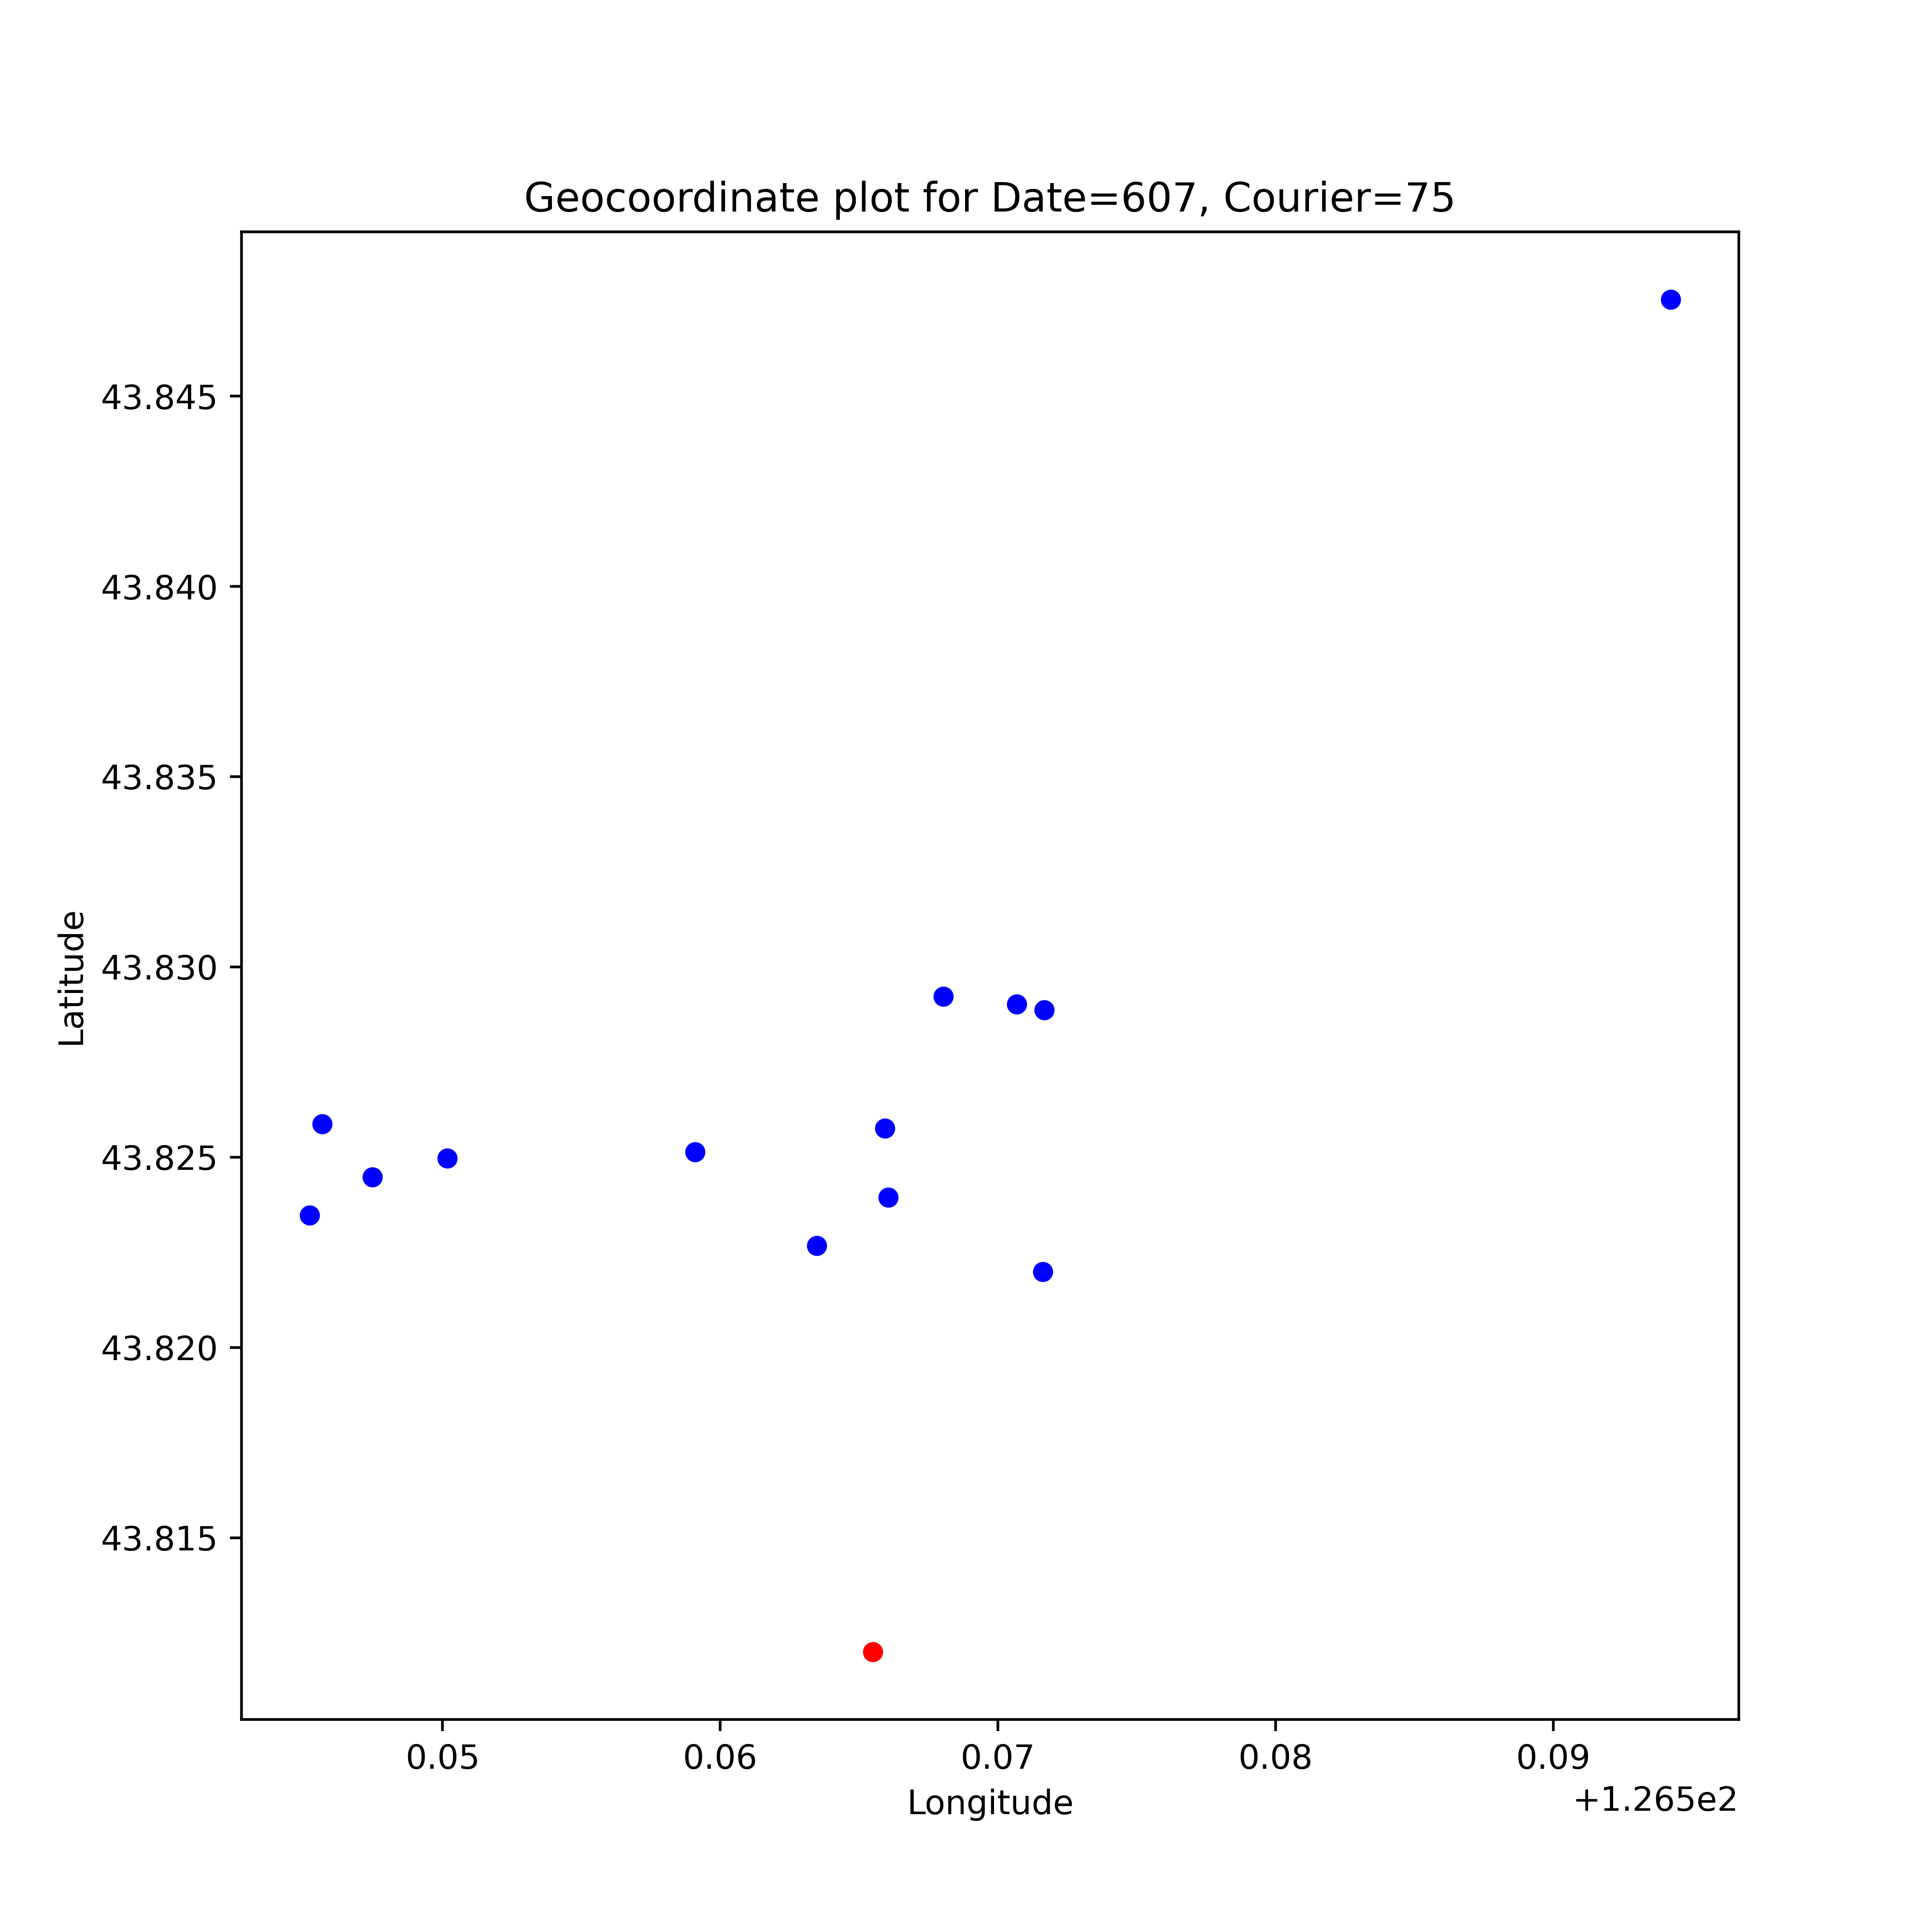 Geocoordinate plot for Date=607, Courier=75
43.845
43.840
43.835
43.830
43.825
43.820
43.815
Latitude
0.05 0.06 0.07 0.08 0.09
+1.265e2
Longitude